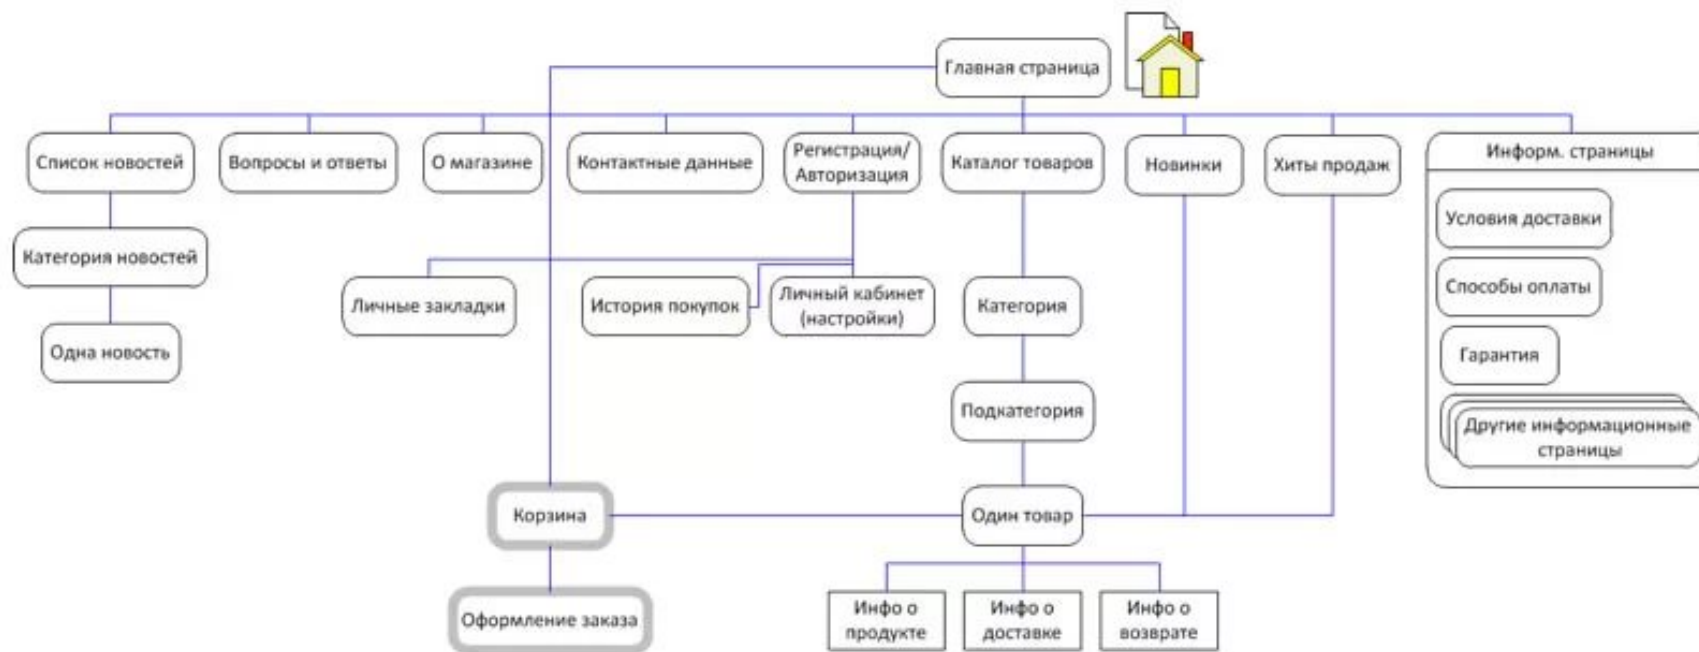 Главная страница
Список новостей
Вопросы и ответы
О магазине
Контактные данные
Регистрация/
Авторизация
Каталог товаров
Новинки
Хиты продаж
Информ. страницы
Условия доставки
Способы оплаты
Гарантия
Другие информационные
страницы
Категория новостей
Одна новость
Личные закладки
История покупок
Личный кабинет
(настройки)
Категория
Подкатегория
Корзина
Один товар
Оформление заказа
Инфо о
продукте
Инфо о
доставке
Инфо о
возврате